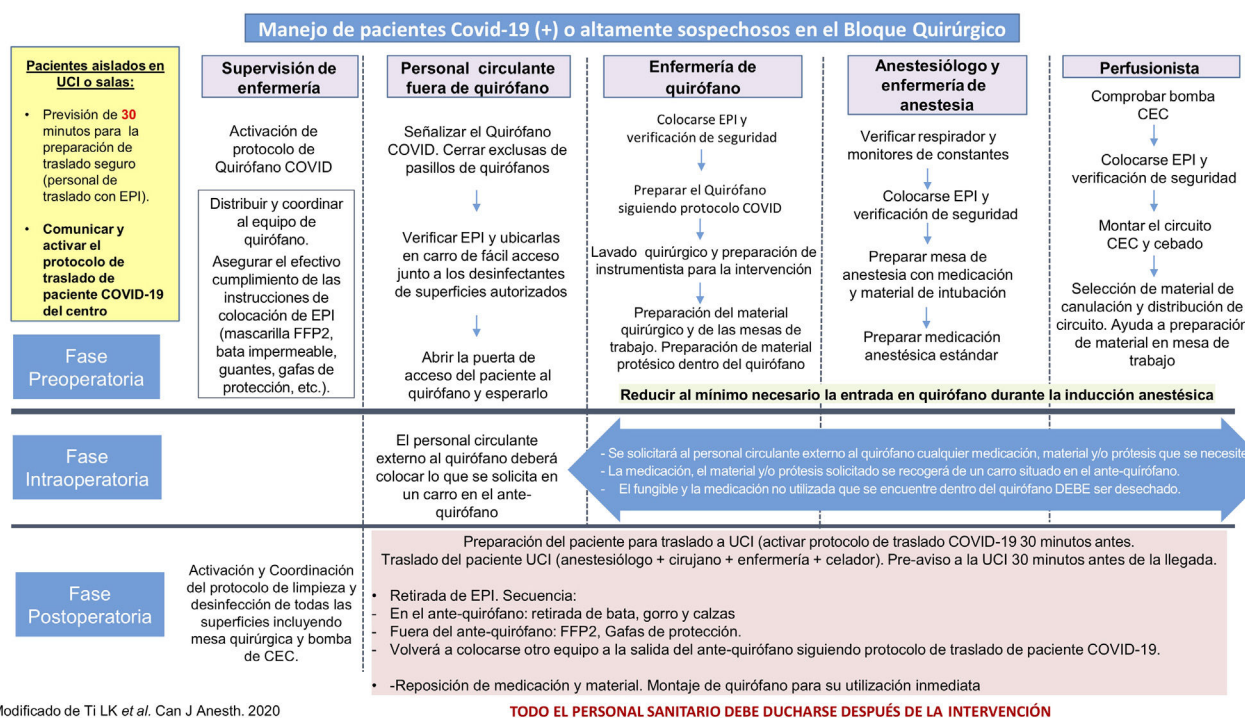 Manejo de pacientes Covid-19 (+) o altamente sospechosos en el Bloque Quirúrgico
Pacientes aislados en
UCI o salas:
• Previsión de 30
minutos para la
preparación de
traslado seguro
(personal de
traslado con EPI).
• Comunicar y
activar el
protocolo de
traslado de
paciente COVID-19
del centro
Supervisión de
enfermería
Activación de
protocolo de
Quirófano COVID
Distribuir y coordinar
al equipo de
quirófano.
Asegurar el efectivo
cumplimiento de las
instrucciones de
colocación de EPI
(mascarilla FFP2,
bata impermeable,
guantes, gafas de
protección, etc.).
Personal circulante
fuera de quirófano
Señalizar el Quirófano
COVID. Cerrar exclusas de
pasillos de quirófanos
Verificar EPI y ubicarlas
en carro de fácil acceso
junto a los desinfectantes
de superficies autorizados
Abrir la puerta de
acceso del paciente al
quirófano y esperarlo
Enfermería de
quirófano
Colocarse EPI y
verificación de seguridad
Preparar el Quirófano
siguiendo protocolo COVID
Lavado quirúrgico y preparación de
instrumentista para la intervención
Preparación del material
quirúrgico y de las mesas de
trabajo. Preparación de material
protésico dentro del quirófano
Anestesiólogo y
enfermería de
anestesia
Verificar respirador y
monitores de constantes
Colocarse EPI y
verificación de seguridad
Preparar mesa de
anestesia con medicación
y material de intubación
Preparar medicación
anestésica estándar
Perfusionista
Comprobar bomba
CEC
Colocarse EPI y
verificación de seguridad
Montar el circuito
CEC y cebado
Selección de material de
canulación y distribución de
circuito. Ayuda a preparación
de material en mesa de
trabajo
Fase
Preoperatoria
Reducir al mínimo necesario la entrada en quirófano durante la inducción anestésica
Fase
Intraoperatoria
El personal circulante
externo al quirófano deberá
colocar lo que se solicita en
un carro en el ante-
quirófano
- Se solicitará al personal circulante externo al quirófano cualquier medicación, material y/o prótesis que se necesite
- La medicación, el material y/o prótesis solicitado se recogerá de un carro situado en el ante-quirófano.
- El fungible y la medicación no utilizada que se encuentre dentro del quirófano DEBE ser desechado.
Fase
Postoperatoria
Activación y Coordinación
del protocolo de limpieza y
desinfección de todas las
superficies incluyendo
mesa quirúrgica y bomba
de CEC.
Preparación del paciente para traslado a UCI (activar protocolo de traslado COVID-19 30 minutos antes.
Traslado del paciente UCI (anestesiólogo + cirujano + enfermería + celador). Pre-aviso a la UCI 30 minutos antes de la llegada.
• Retirada de EPI. Secuencia:
- En el ante-quirófano: retirada de bata, gorro y calzas
- Fuera del ante-quirófano: FFP2, Gafas de protección.
- Volverá a colocarse otro equipo a la salida del ante-quirófano siguiendo protocolo de traslado de paciente COVID-19.
• -Reposición de medicación y material. Montaje de quirófano para su utilización inmediata
Modificado de Ti LK et al. Can J Anesth. 2020
TODO EL PERSONAL SANITARIO DEBE DUCHARSE DESPUÉS DE LA INTERVENCIÓN